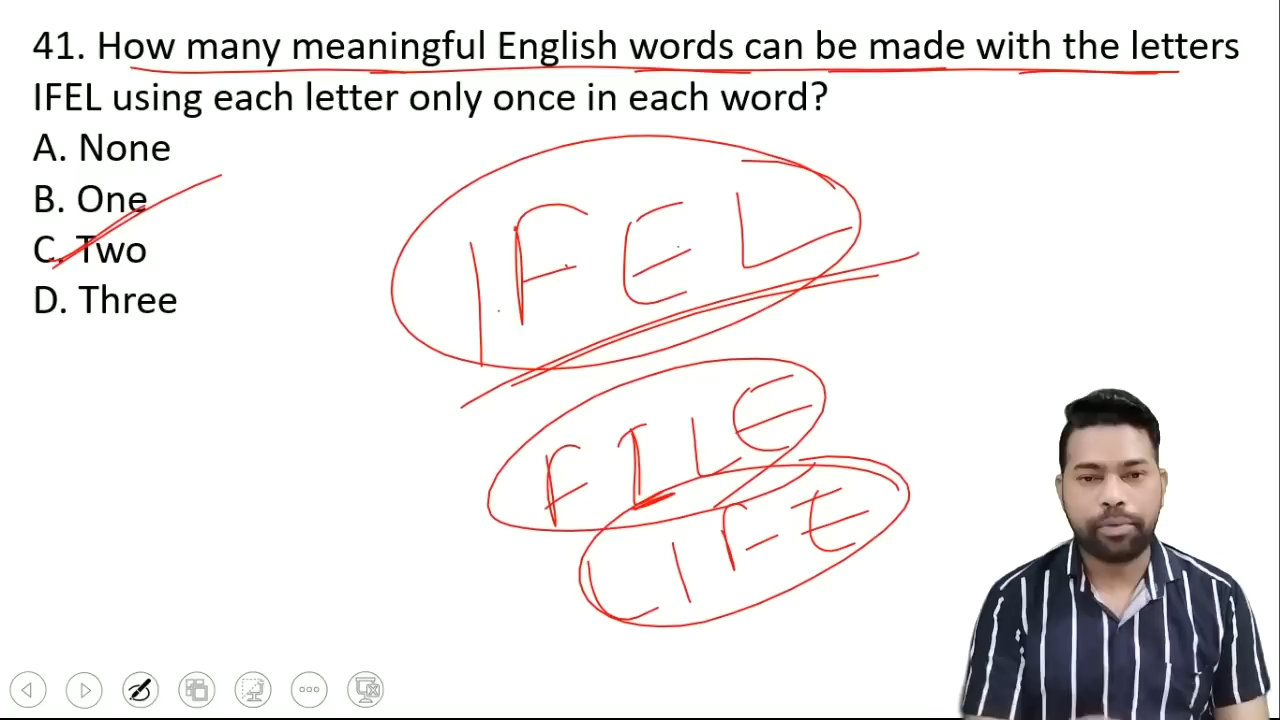 41. How many meaningful English words can be made with the letters
IFEL using each letter only once in each word?
A. None
B. One
C. Two
D. Three
IFEL
FILE
LIFE